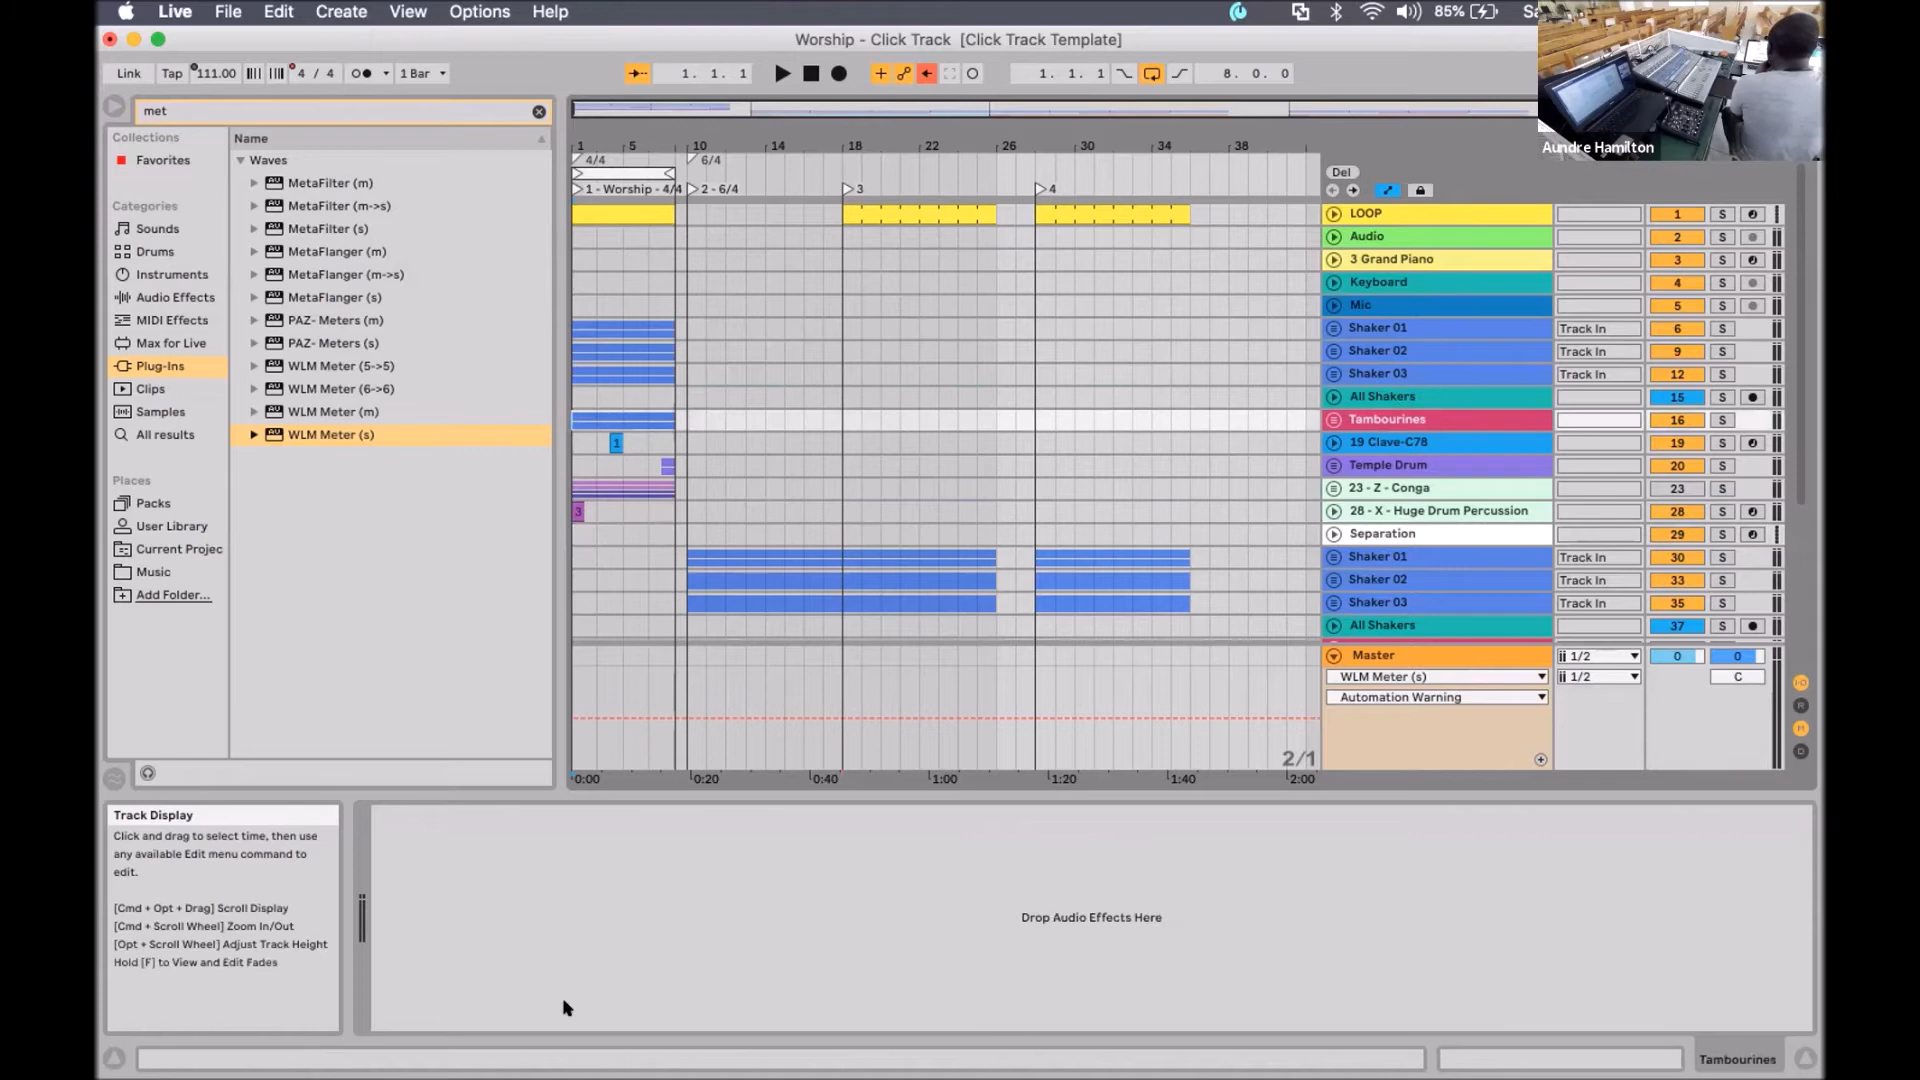 Live File Edit Create View Options Help
85% Sa
Worship - Click Track [Click Track Template]
Link Tap 111.00 4 / 4 1 Bar
1. 1. 1
1. 1. 1
8. 0. 0
Aundre Hamilton
met
Collections
Favorites
Categories
Sounds
Drums
Instruments
Audio Effects
MIDI Effects
Max for Live
Plug-Ins
Clips
Samples
All results
Places
Packs
User Library
Current Projec
Music
Add Folder...
Name
Waves
MetaFilter (m)
MetaFilter (m->s)
MetaFilter (s)
MetaFlanger (m)
MetaFlanger (m->s)
MetaFlanger (s)
PAZ- Meters (m)
PAZ- Meters (s)
WLM Meter (5->5)
WLM Meter (6->6)
WLM Meter (m)
WLM Meter (s)
1 5 10 14 18 22 26 30 34 38
4/4 6/4
1 - Worship - 4/4 2 - 6/4 3 4
1
3
Del
LOOP 1 S
Audio 2 S
3 Grand Piano 3 S
Keyboard 4 S
Mic 5 S
Shaker 01 Track In 6 S
Shaker 02 Track In 9 S
Shaker 03 Track In 12 S
All Shakers 15 S
Tambourines 16 S
19 Clave-C78 19 S
Temple Drum 20 S
23 - Z - Conga 23 S
28 - X - Huge Drum Percussion 28 S
Separation 29 S
Shaker 01 Track In 30 S
Shaker 02 Track In 33 S
Shaker 03 Track In 35 S
All Shakers 37 S
Master 1/2 0 0
WLM Meter (s) 1/2 C
Automation Warning
I·O
R
M
D
2/1
0:00 0:20 0:40 1:00 1:20 1:40 2:00
Track Display
Click and drag to select time, then use
any available Edit menu command to
edit.
[Cmd + Opt + Drag] Scroll Display
[Cmd + Scroll Wheel] Zoom In/Out
[Opt + Scroll Wheel] Adjust Track Height
Hold [F] to View and Edit Fades
Drop Audio Effects Here
Tambourines